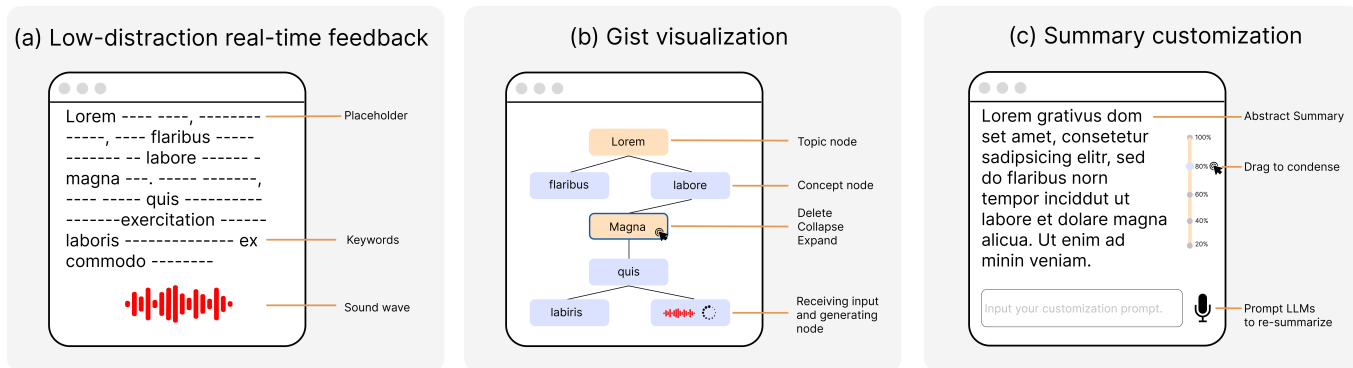 (a) Low-distraction real-time feedback
Lorem ---- ----, --------
-----, ---- flaribus -----
-------- -- labore ------ -
magna ---. ----- -------,
---- ----- quis -----------
-------exercitation ------
laboris ---------------- ex
commodo --------
Placeholder
Keywords
Sound wave
(b) Gist visualization
Lorem
flaribus
labore
Magna
quis
labiris
Topic node
Concept node
Delete
Collapse
Expand
Receiving input
and generating
node
(c) Summary customization
Lorem grativus dom
set amet, consetetur
sadipsicing elitr, sed
do flaribus norn
tempor inciddut ut
labore et dolare magna
alicua. Ut enim ad
minin veniam.
100%
80%
60%
40%
20%
Input your customization prompt.
Abstract Summary
Drag to condense
Prompt LLMs
to re-summarize